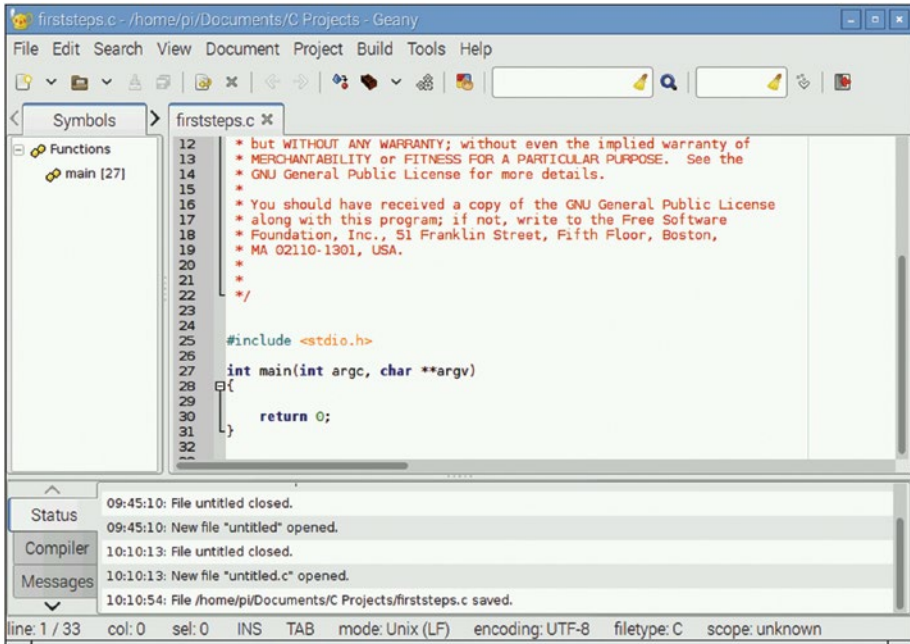 firststeps.c - /home/pi/Documents/C Projects - Geany
File Edit Search View Document Project Build Tools Help
Symbols
firststeps.c
Functions
main [27]
12 * but WITHOUT ANY WARRANTY; without even the implied warranty of
13 * MERCHANTABILITY or FITNESS FOR A PARTICULAR PURPOSE. See the
14 * GNU General Public License for more details.
15 *
16 * You should have received a copy of the GNU General Public License
17 * along with this program; if not, write to the Free Software
18 * Foundation, Inc., 51 Franklin Street, Fifth Floor, Boston,
19 * MA 02110-1301, USA.
20 *
21 *
22 */
23
24
25 #include <stdio.h>
26
27 int main(int argc, char **argv)
28 {
29
30 return 0;
31 }
32
Status
Compiler
Messages
09:45:10: File untitled closed.
09:45:10: New file "untitled" opened.
10:10:13: File untitled closed.
10:10:13: New file "untitled.c" opened.
10:10:54: File /home/pi/Documents/C Projects/firststeps.c saved.
line: 1 / 33 col: 0 sel: 0 INS TAB mode: Unix (LF) encoding: UTF-8 filetype: C scope: unknown